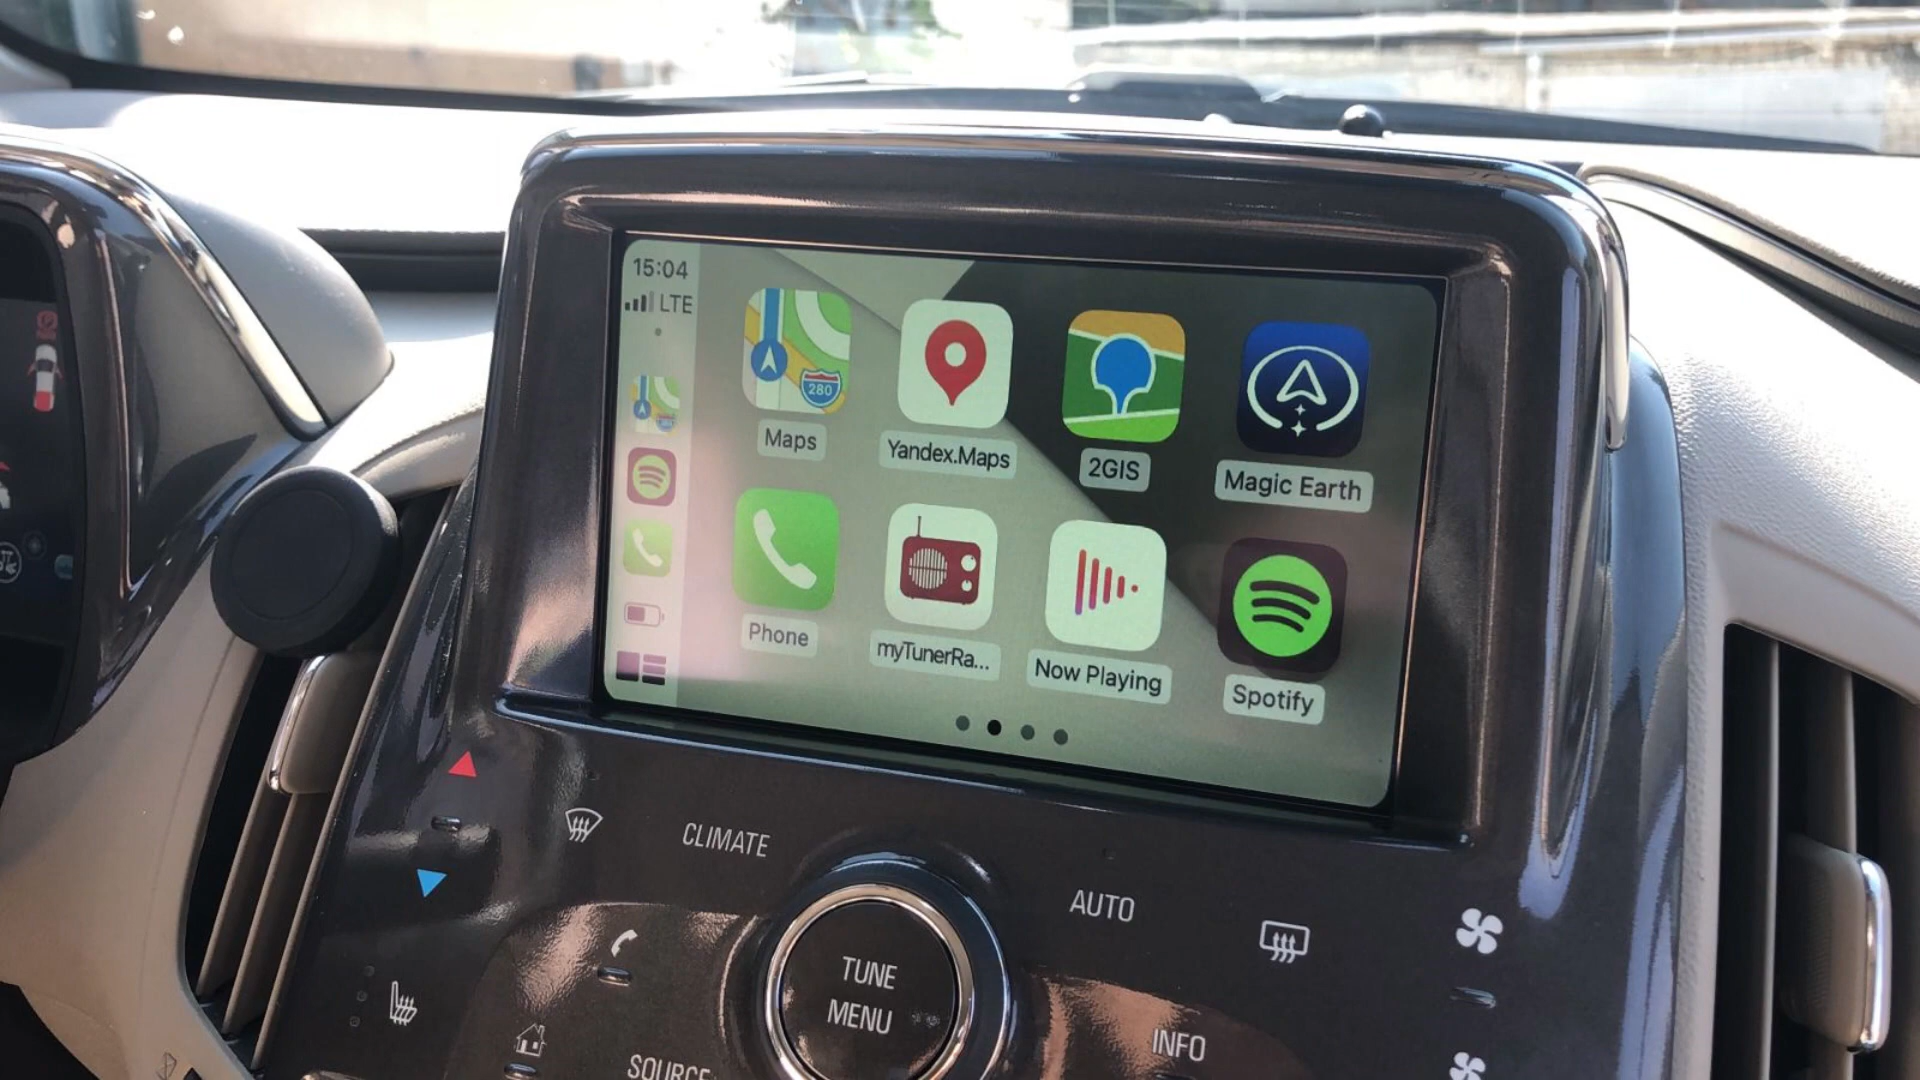 15:04
LTE
280
Maps
Yandex.Maps
2GIS
Magic Earth
Phone
myTunerRa...
Now Playing
Spotify
CLIMATE
AUTO
TUNE
MENU
INFO
SOURCE